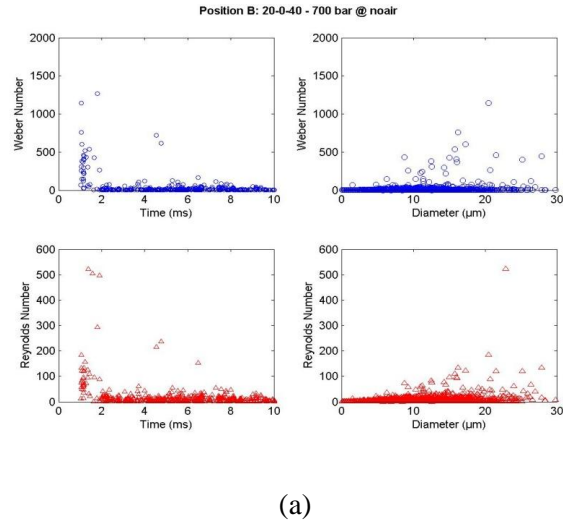 Position B: 20-0-40 - 700 bar @ noair
2000
1500
1000
500
0
Weber Number
0 2 4 6 8 10
Time (ms)
2000
1500
1000
500
0
Weber Number
0 10 20 30
Diameter (µm)
600
500
400
300
200
100
0
Reynolds Number
0 2 4 6 8 10
Time (ms)
600
500
400
300
200
100
0
Reynolds Number
0 10 20 30
Diameter (µm)
(a)